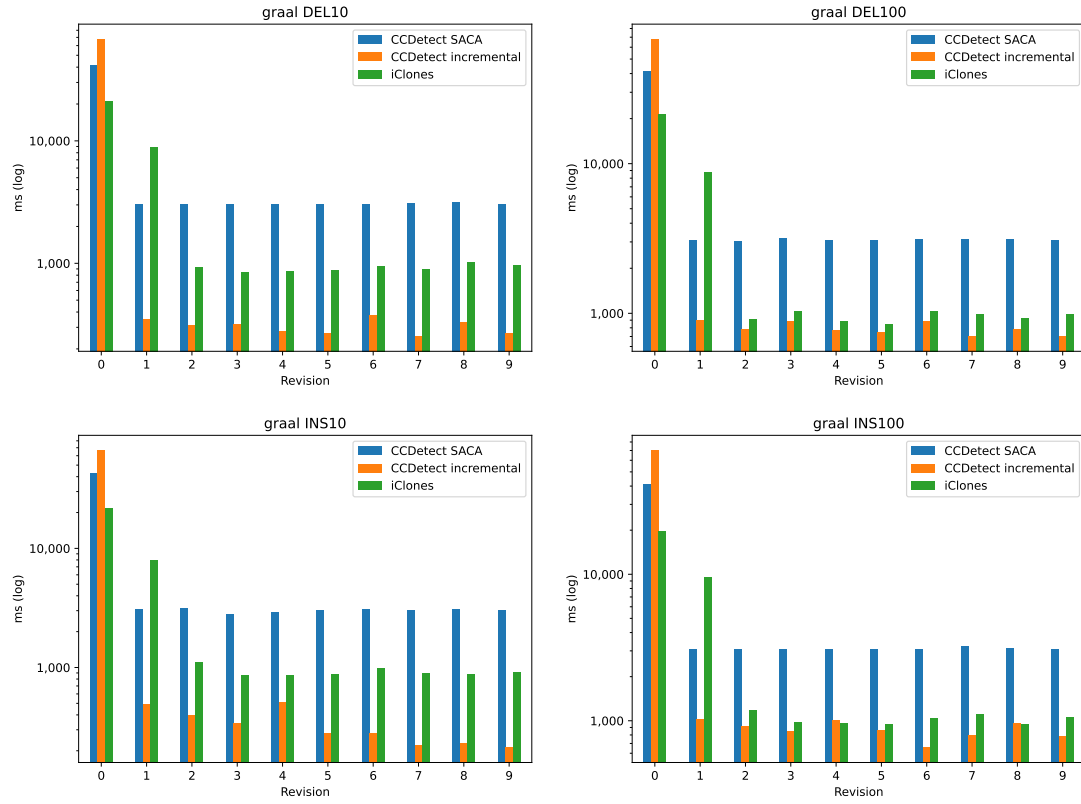 graal DEL10
CCDetect SACA
CCDetect incremental
iClones
10,000
1,000
ms (log)
0 1 2 3 4 5 6 7 8 9
Revision
graal DEL100
CCDetect SACA
CCDetect incremental
iClones
10,000
1,000
ms (log)
0 1 2 3 4 5 6 7 8 9
Revision
graal INS10
CCDetect SACA
CCDetect incremental
iClones
10,000
1,000
ms (log)
0 1 2 3 4 5 6 7 8 9
Revision
graal INS100
CCDetect SACA
CCDetect incremental
iClones
10,000
1,000
ms (log)
0 1 2 3 4 5 6 7 8 9
Revision